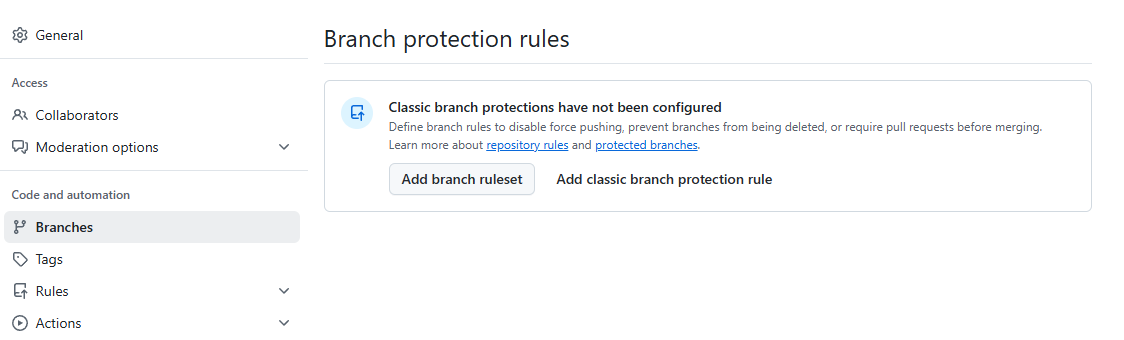 General
Access
Collaborators
Moderation options
Code and automation
Branches
Tags
Rules
Actions
Branch protection rules
Classic branch protections have not been configured
Define branch rules to disable force pushing, prevent branches from being deleted, or require pull requests before merging.
Learn more about repository rules and protected branches.
Add branch ruleset
Add classic branch protection rule